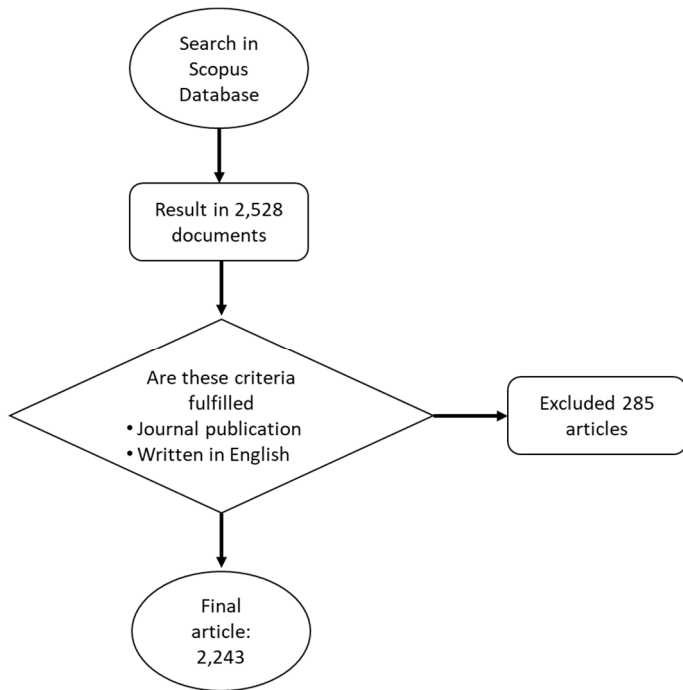 Search in
Scopus
Database
Result in 2,528
documents
Are these criteria
fulfilled
• Journal publication
• Written in English
Excluded 285
articles
Final
article:
2,243